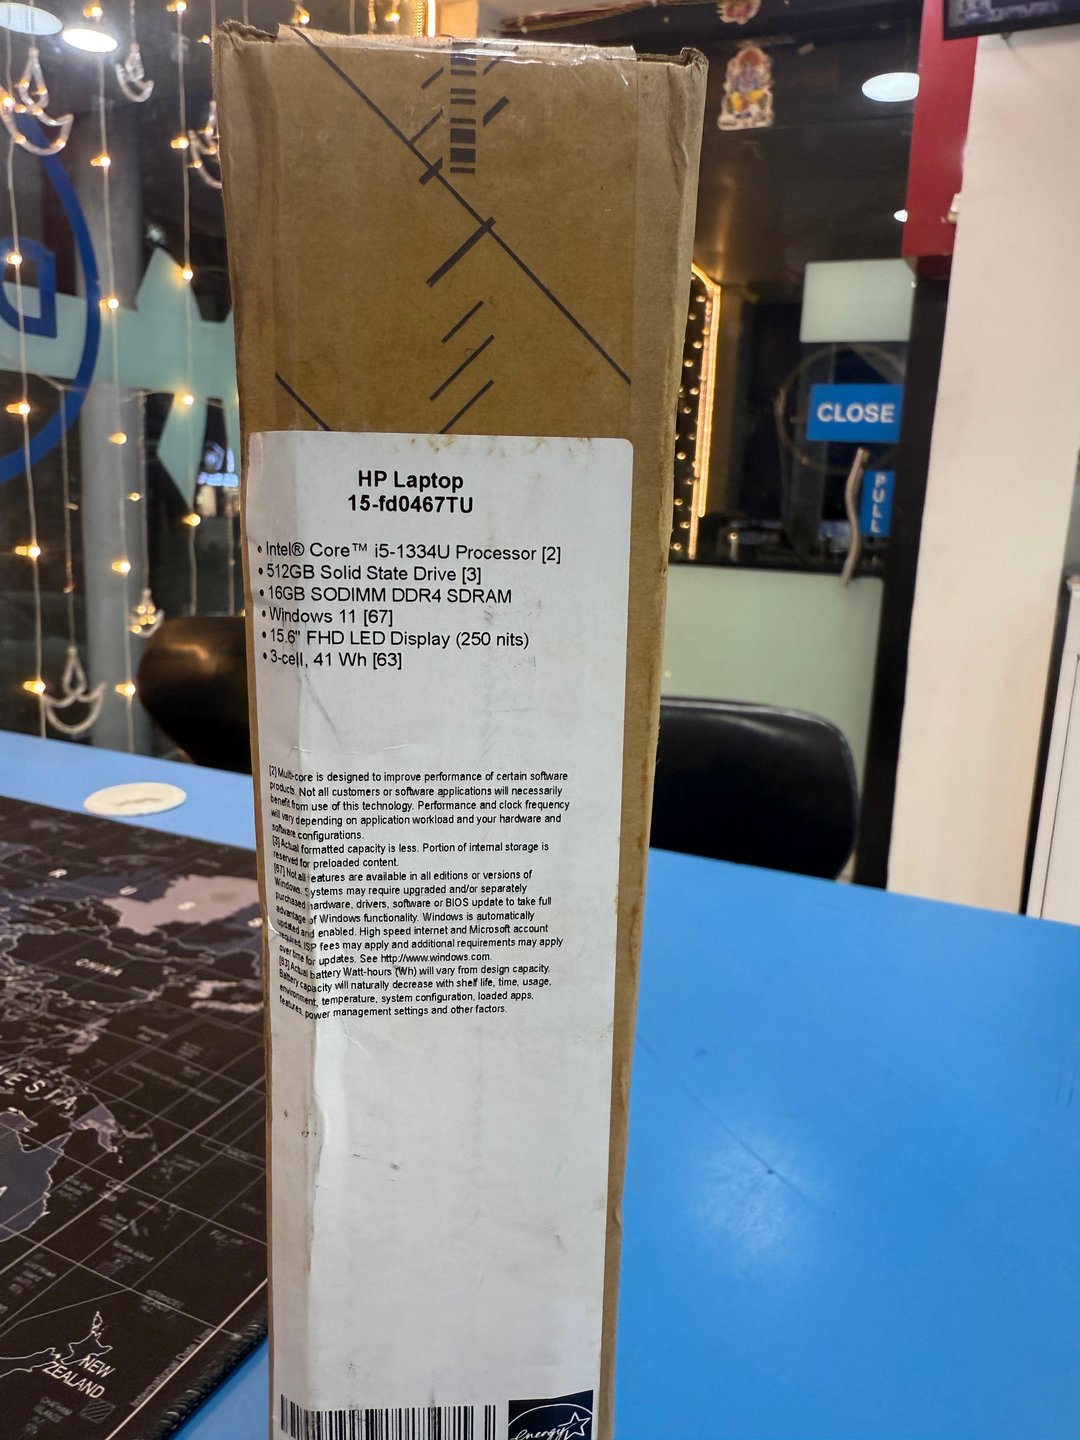 HP Laptop
15-fd0467TU
• Intel® Core™ i5-1334U Processor [2]
• 512GB Solid State Drive [3]
• 16GB SODIMM DDR4 SDRAM
• Windows 11 [67]
• 15.6" FHD LED Display (250 nits)
• 3-cell, 41 Wh [63]
[2] Multi-core is designed to improve performance of certain software
products. Not all customers or software applications will necessarily
benefit from use of this technology. Performance and clock frequency
will vary depending on application workload and your hardware and
software configurations.
[3] Actual formatted capacity is less. Portion of internal storage is
reserved for preloaded content.
[67] Not all features are available in all editions or versions of
Windows. Systems may require upgraded and/or separately
purchased hardware, drivers, software or BIOS update to take full
advantage of Windows functionality. Windows is automatically
updated and enabled. High speed internet and Microsoft account
required. ISP fees may apply and additional requirements may apply
over time for updates. See http://www.windows.com.
[63] Actual battery Watt-hours (Wh) will vary from design capacity.
Battery capacity will naturally decrease with shelf life, time, usage,
environment, temperature, system configuration, loaded apps,
features, power management settings and other factors.
energy
CLOSE
PULL
CHINA
NEW
ZEALAND
International Date Line